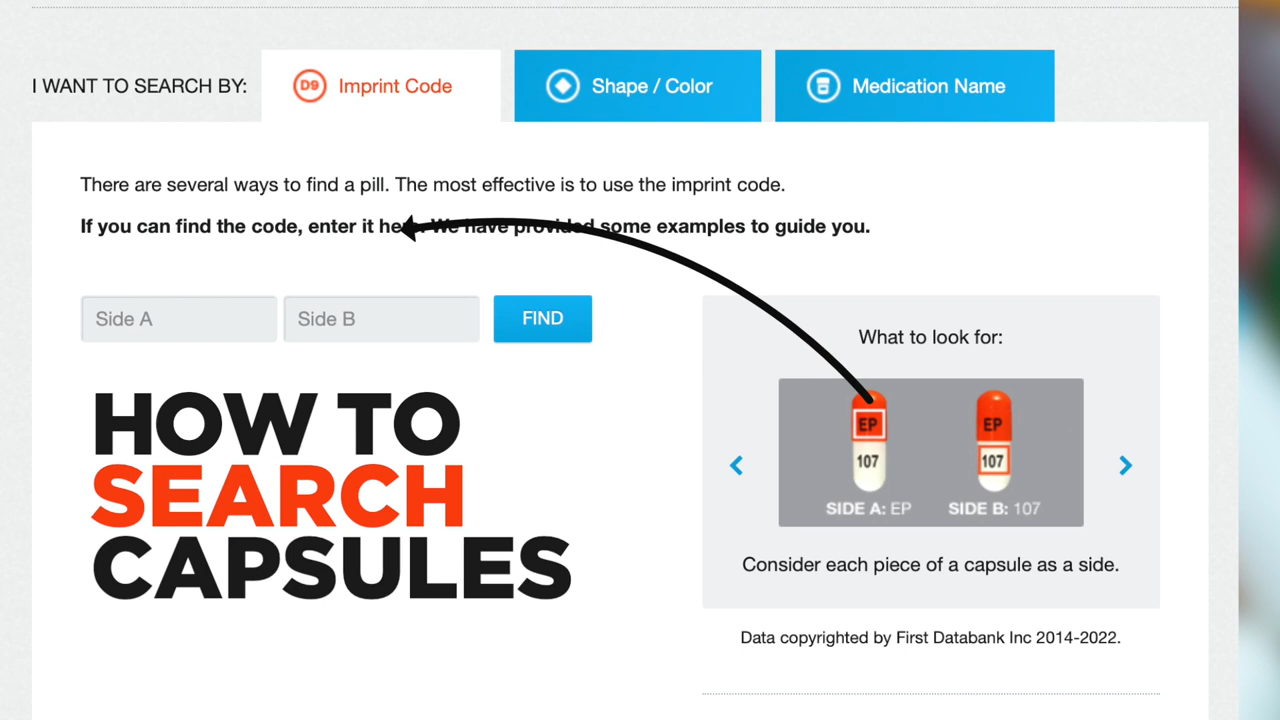 I WANT TO SEARCH BY:
D9 Imprint Code
Shape / Color
Medication Name
There are several ways to find a pill. The most effective is to use the imprint code.
If you can find the code, enter it here. We have provided some examples to guide you.
Side A
Side B
FIND
What to look for:
EP
EP
107
107
SIDE A: EP
SIDE B: 107
Consider each piece of a capsule as a side.
HOW TO
SEARCH
CAPSULES
Data copyrighted by First Databank Inc 2014-2022.